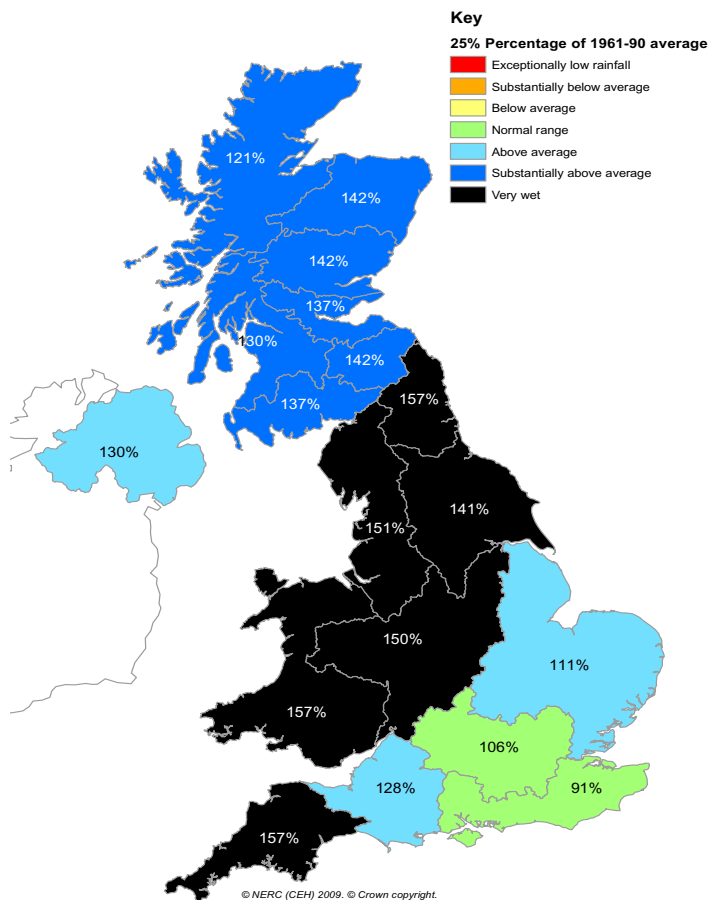 Key
25% Percentage of 1961-90 average
Exceptionally low rainfall
Substantially below average
Below average
Normal range
Above average
Substantially above average
Very wet
121%
142%
142%
137%
130%
142%
137%
157%
130%
141%
151%
150%
111%
157%
106%
128%
91%
157%
© NERC (CEH) 2009. © Crown copyright.